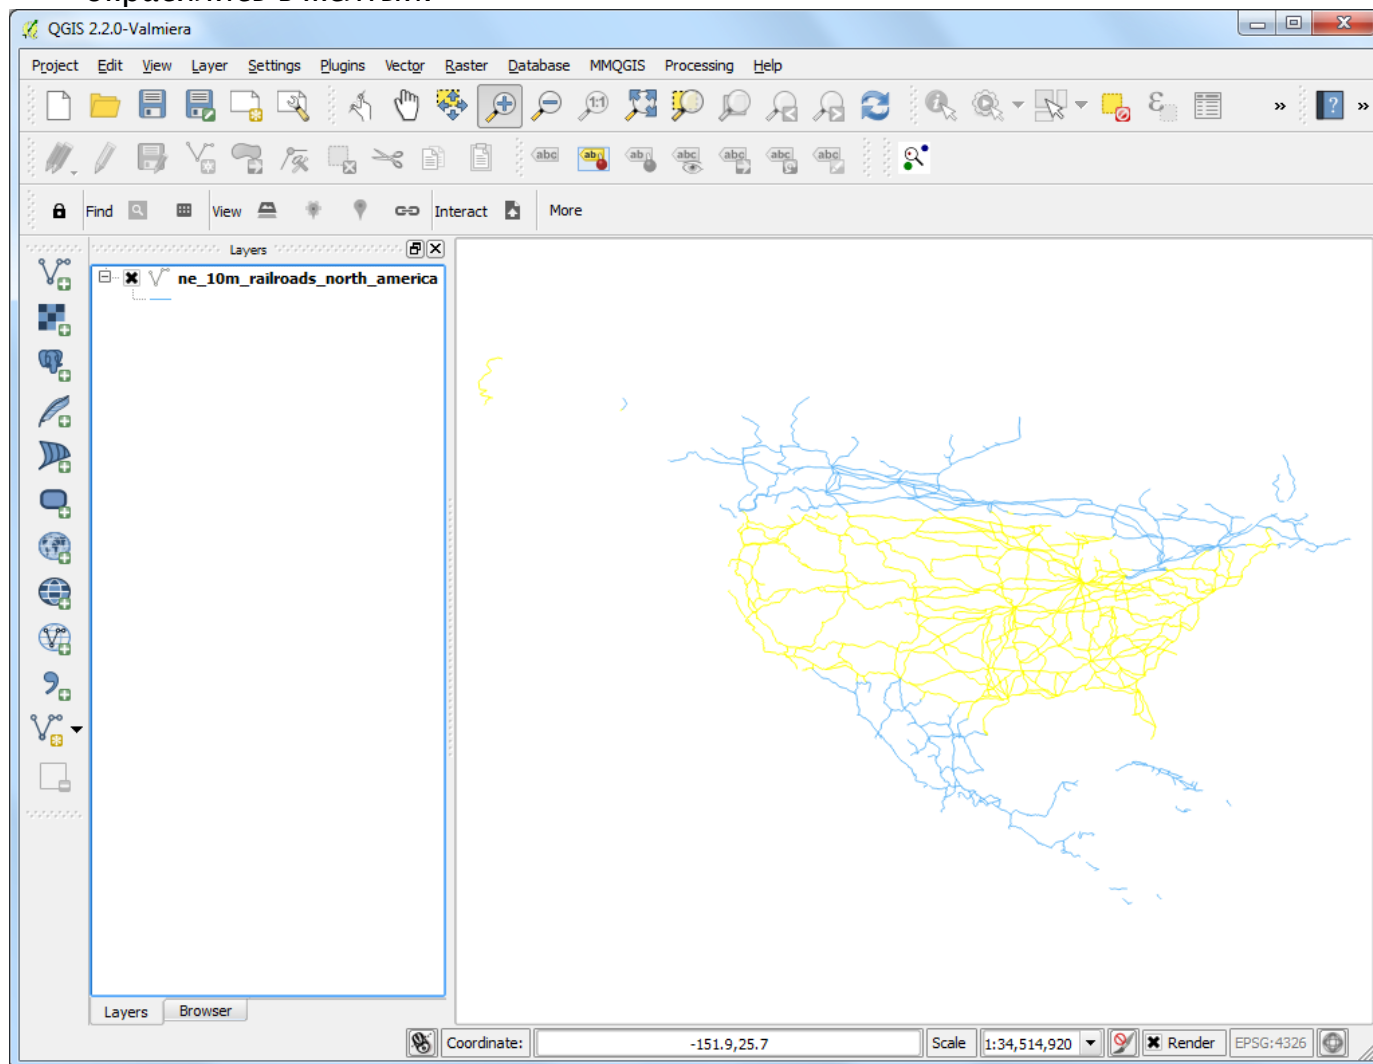 QGIS 2.2.0-Valmiera
Project Edit View Layer Settings Plugins Vector Raster Database MMQGIS Processing Help
Find View Interact More
Layers
ne_10m_railroads_north_america
Layers Browser
Coordinate: -151.9,25.7 Scale 1:34,514,920 Render EPSG:4326